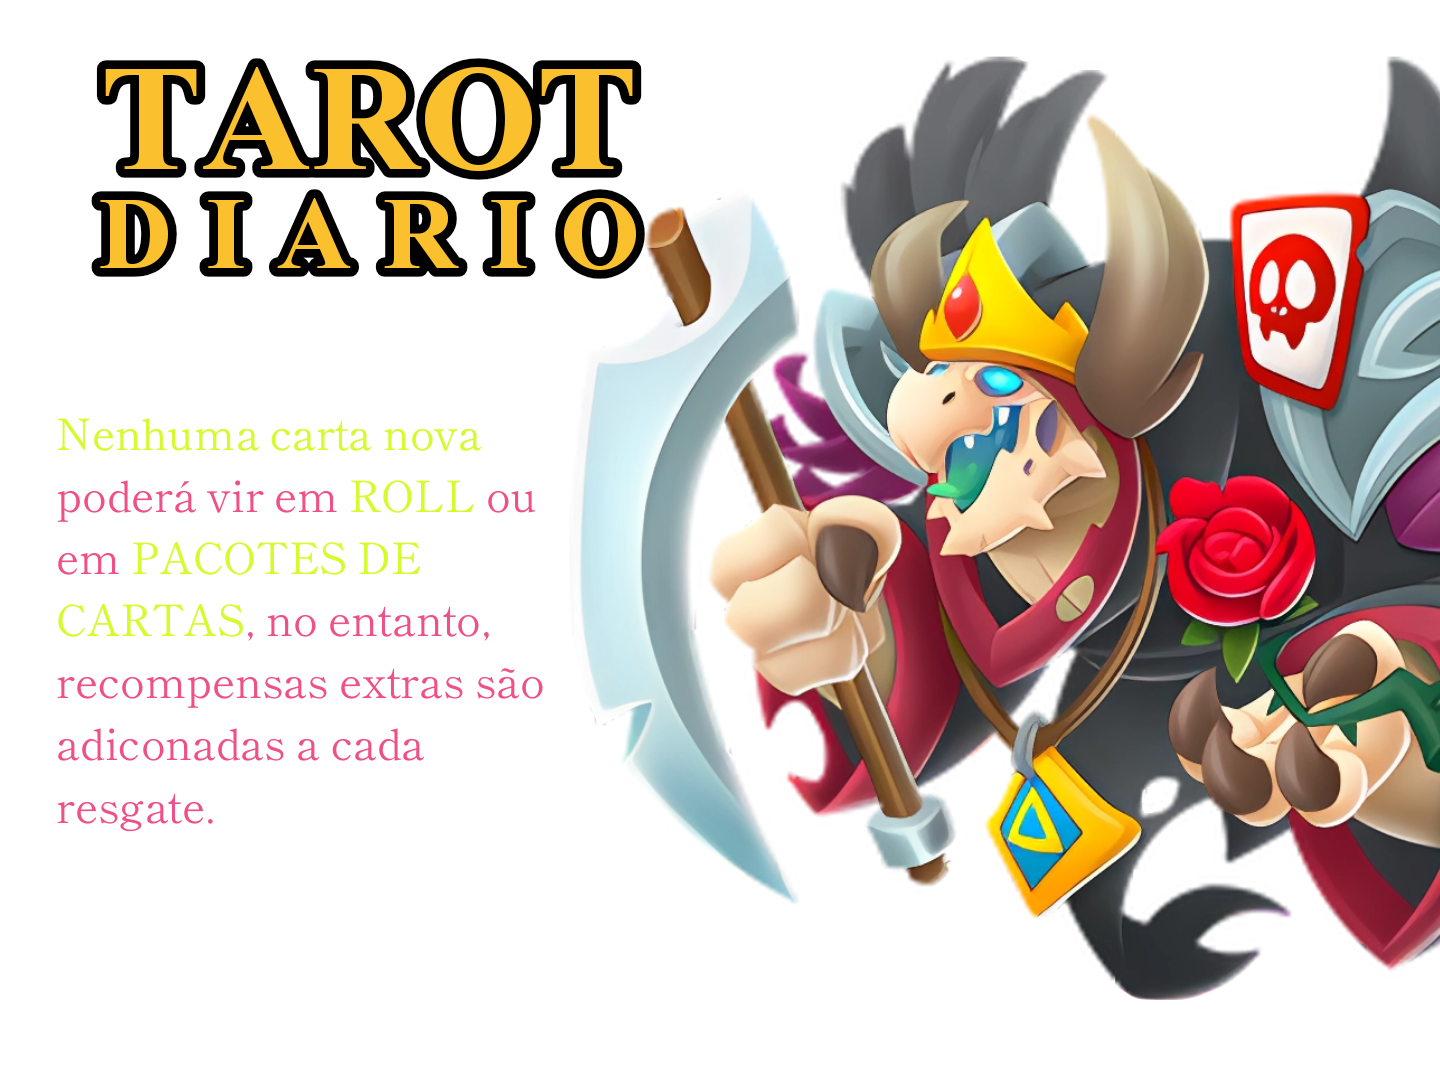 TAROT
DIARIO
Nenhuma carta nova
poderá vir em ROLL ou
em PACOTES DE
CARTAS, no entanto,
recompensas extras são
adiconadas a cada
resgate.